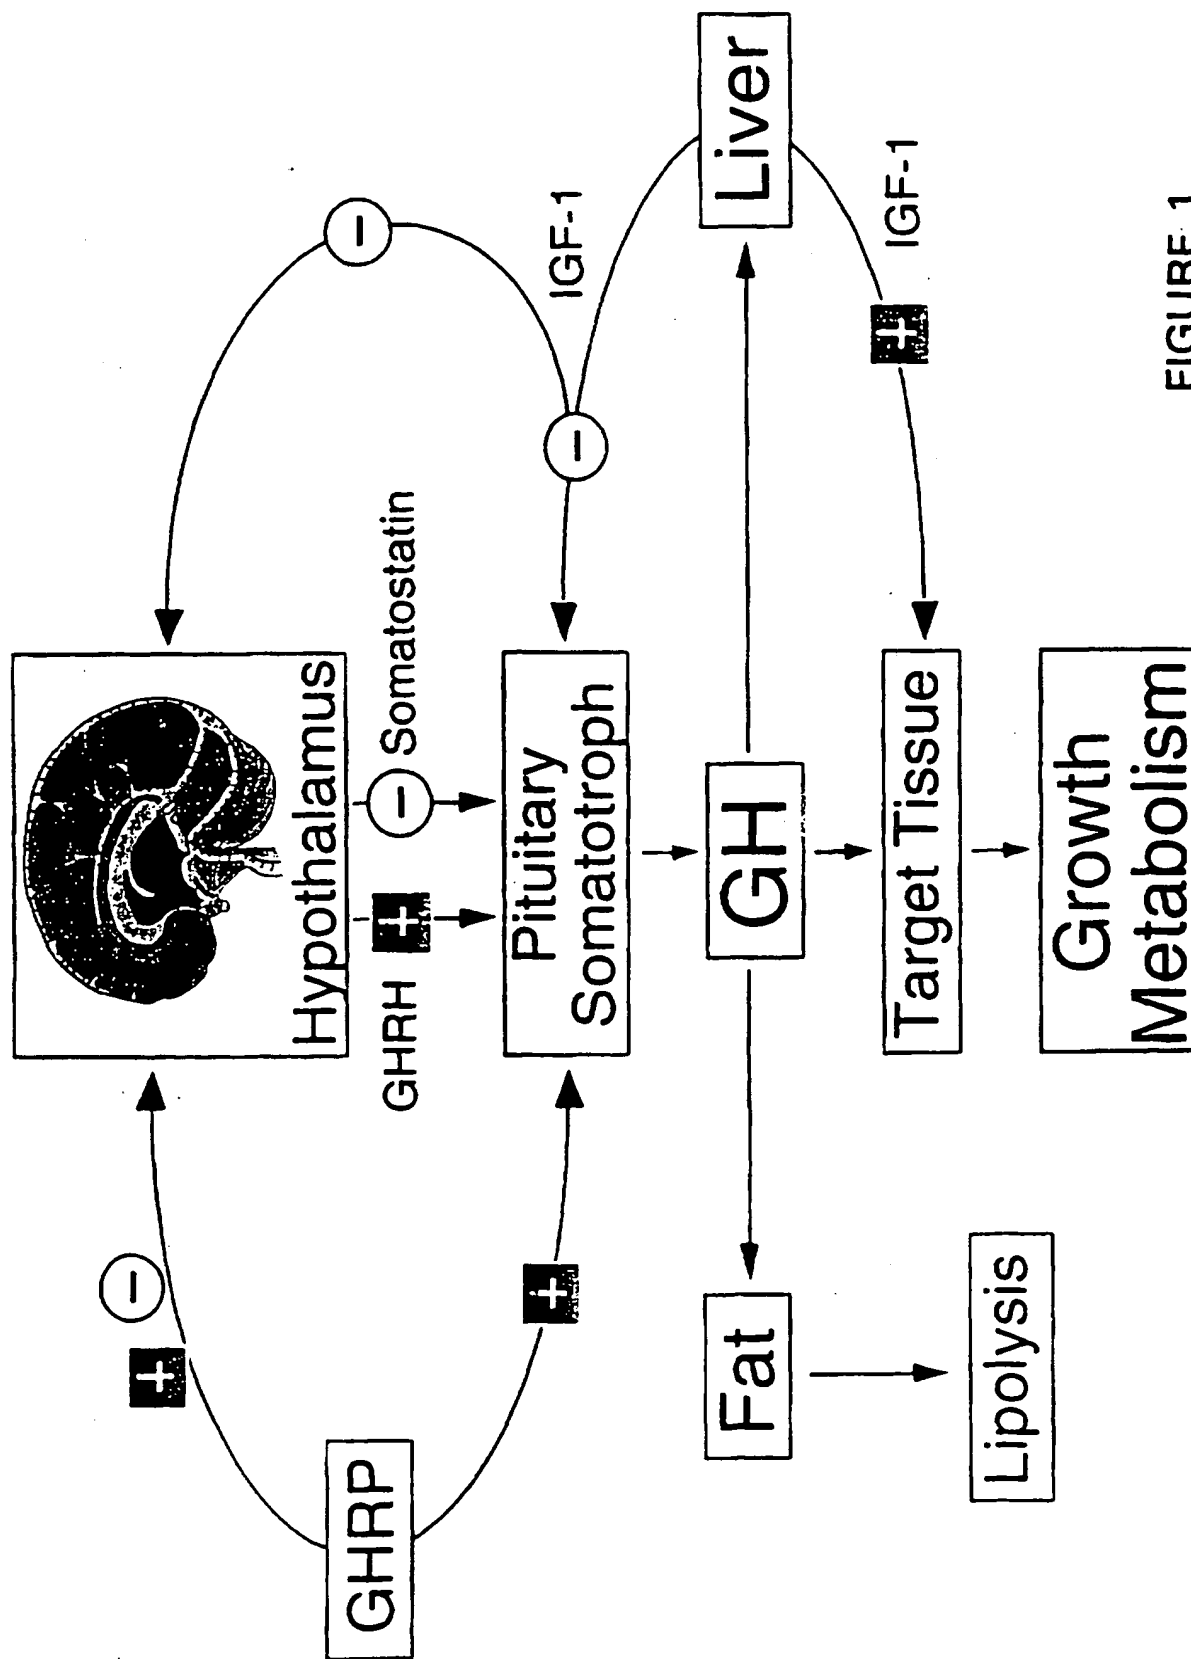 Hypothalamus
GHRH
+
−
Somatostatin
+
−
−
GHRP
+
Pituitary
Somatotroph
−
IGF-1
Fat
GH
Liver
Lipolysis
Target Tissue
+
IGF-1
Growth
Metabolism
FIGURE 1